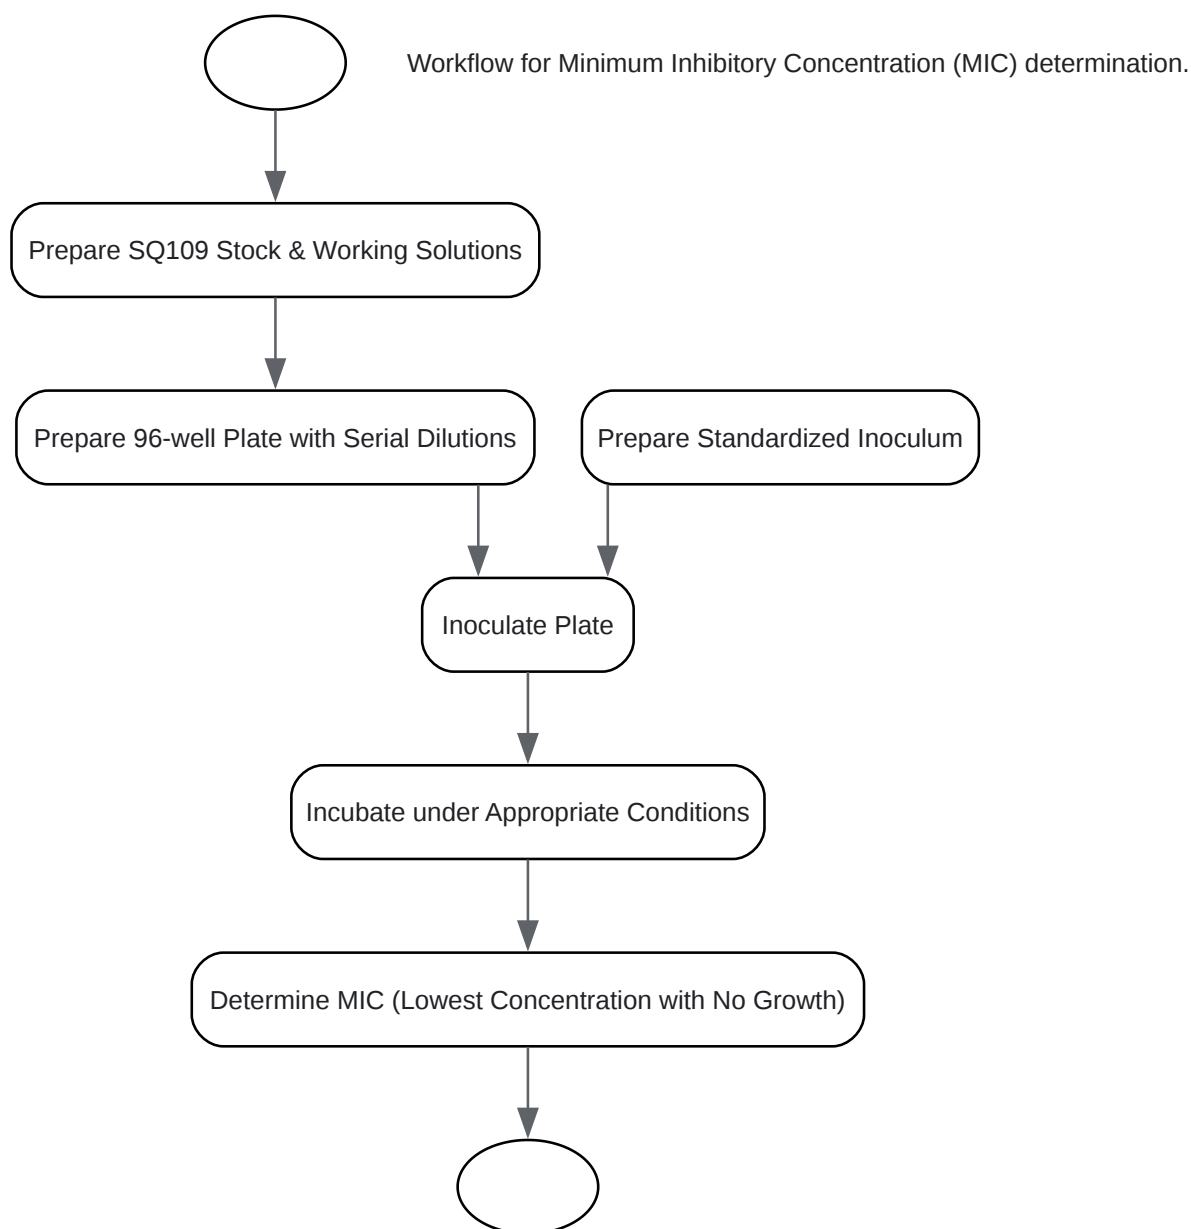 Workflow for Minimum Inhibitory Concentration (MIC) determination.
Prepare SQ109 Stock & Working Solutions
Prepare 96-well Plate with Serial Dilutions
Prepare Standardized Inoculum
Inoculate Plate
Incubate under Appropriate Conditions
Determine MIC (Lowest Concentration with No Growth)